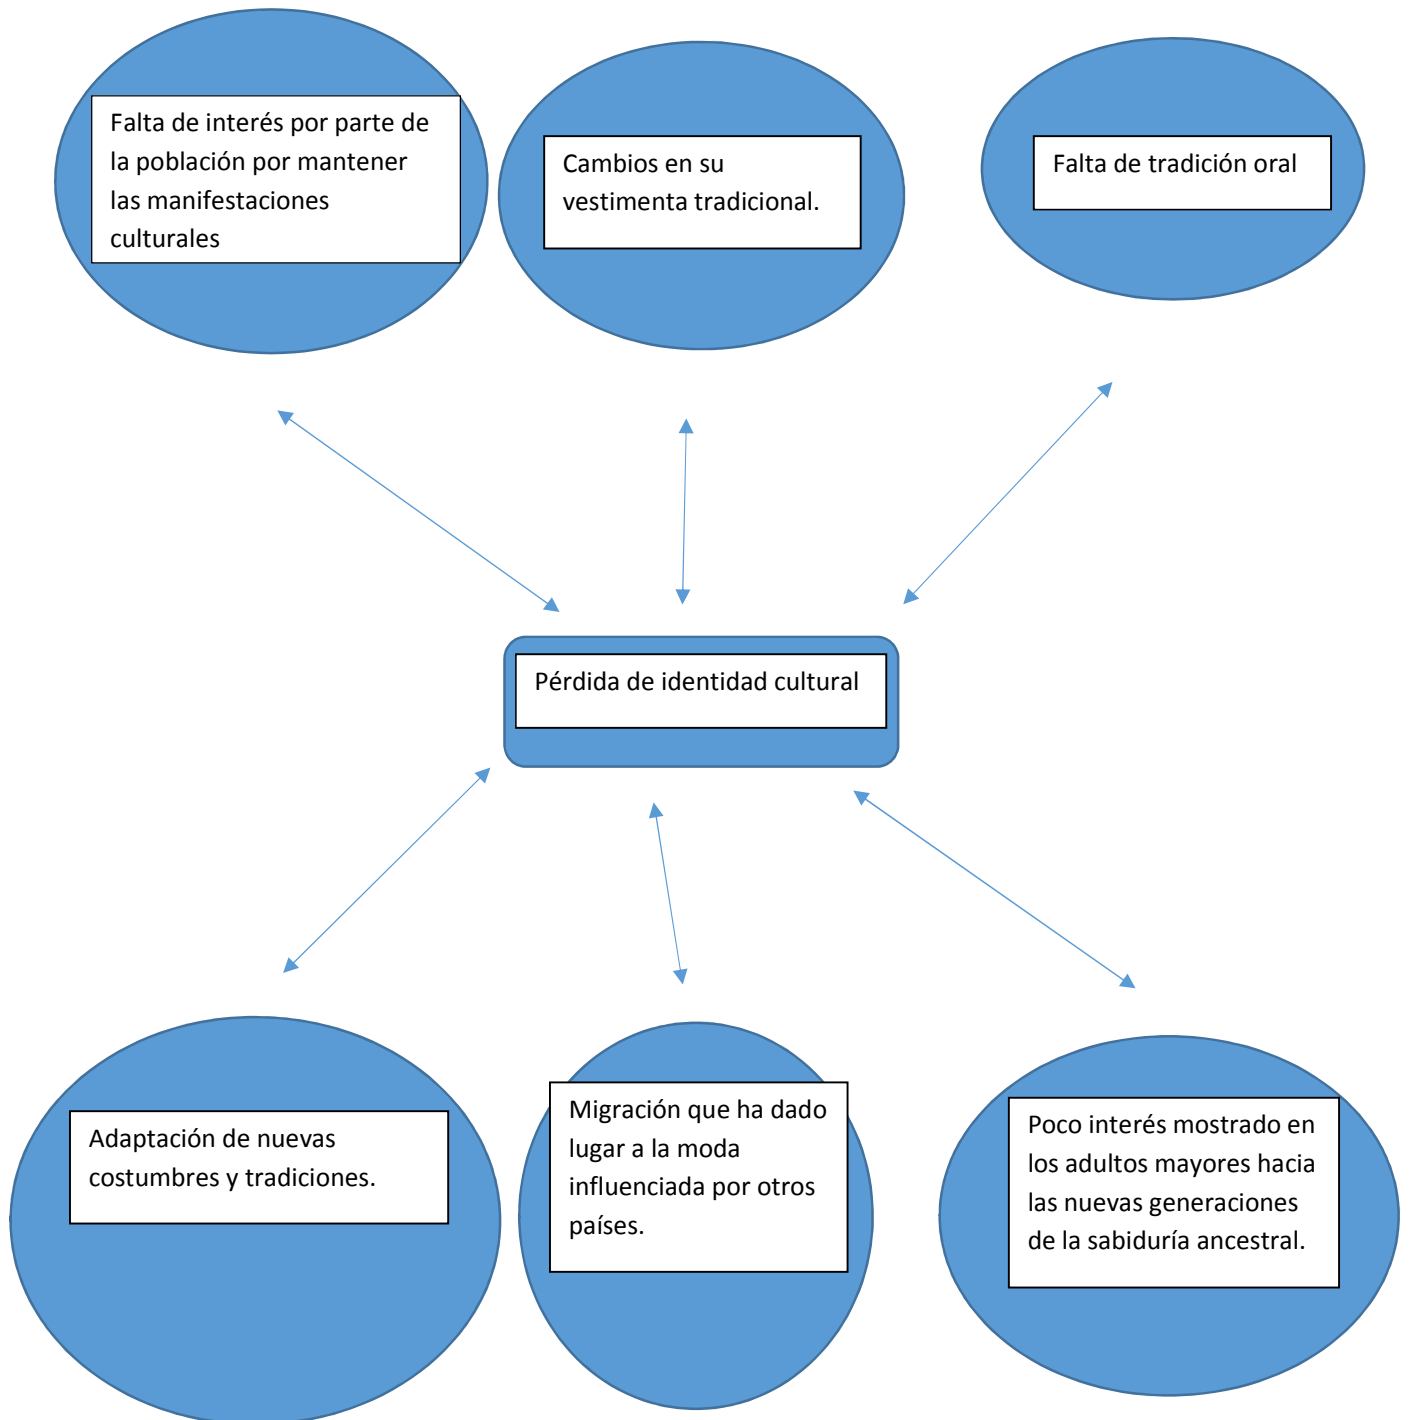 Falta de interés por parte de
la población por mantener
las manifestaciones
culturales
Cambios en su
vestimenta tradicional.
Falta de tradición oral
Pérdida de identidad cultural
Adaptación de nuevas
costumbres y tradiciones.
Migración que ha dado
lugar a la moda
influenciada por otros
países.
Poco interés mostrado en
los adultos mayores hacia
las nuevas generaciones
de la sabiduría ancestral.